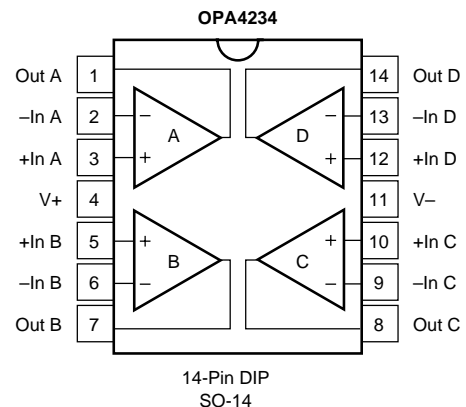 OPA4234
Out A 1 14 Out D
–In A 2 – – 13 –In D
A D
+In A 3 + + 12 +In D
V+ 4 11 V–
+In B 5 + + 10 +In C
B C
–In B 6 – – 9 –In C
Out B 7 8 Out C
14-Pin DIP
SO-14